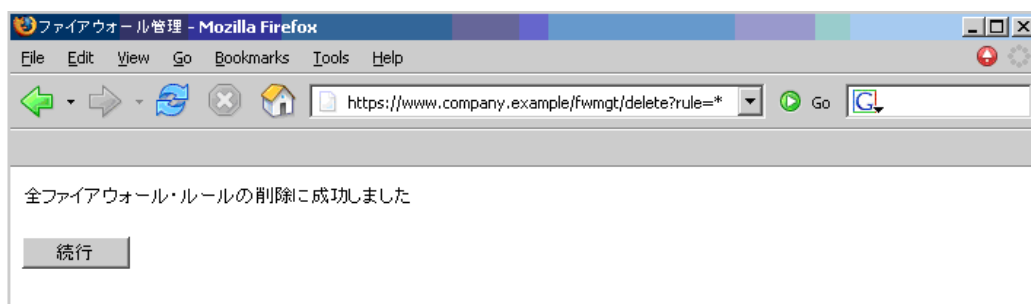 ファイアウォール管理 - Mozilla Firefox
File Edit View Go Bookmarks Tools Help
https://www.company.example/fwmgt/delete?rule=* Go G
全ファイアウォール・ルールの削除に成功しました
続行